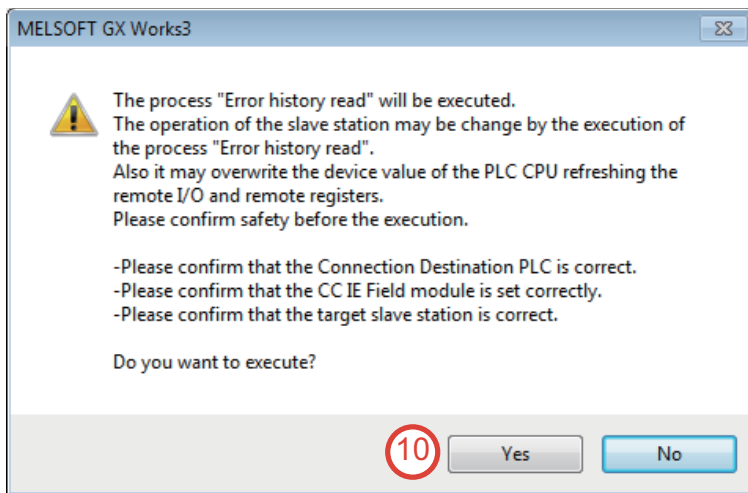 MELSOFT GX Works3
The process "Error history read" will be executed.
The operation of the slave station may be change by the execution of
the process "Error history read".
Also it may overwrite the device value of the PLC CPU refreshing the
remote I/O and remote registers.
Please confirm safety before the execution.
-Please confirm that the Connection Destination PLC is correct.
-Please confirm that the CC IE Field module is set correctly.
-Please confirm that the target slave station is correct.
Do you want to execute?
10 Yes No